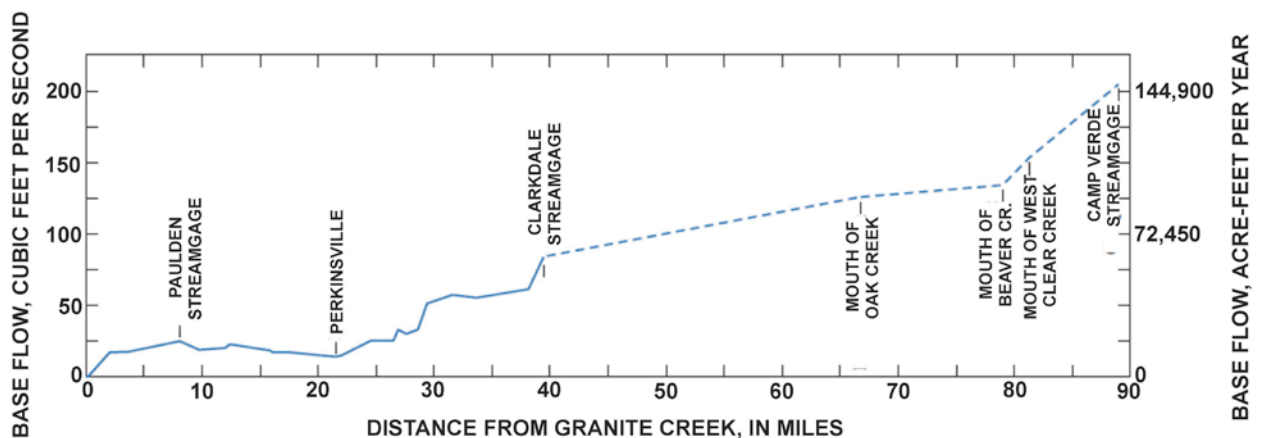 BASE FLOW, CUBIC FEET PER SECOND
200
150
100
50
0
PAULDEN
STREAMGAGE
PERKINSVILLE
CLARKDALE
STREAMGAGE
MOUTH OF
OAK CREEK
MOUTH OF
BEAVER CR.
MOUTH OF WEST
CLEAR CREEK
CAMP VERDE
STREAMGAGE
144,900
72,450
0
BASE FLOW, ACRE-FEET PER YEAR
0 10 20 30 40 50 60 70 80 90
DISTANCE FROM GRANITE CREEK, IN MILES